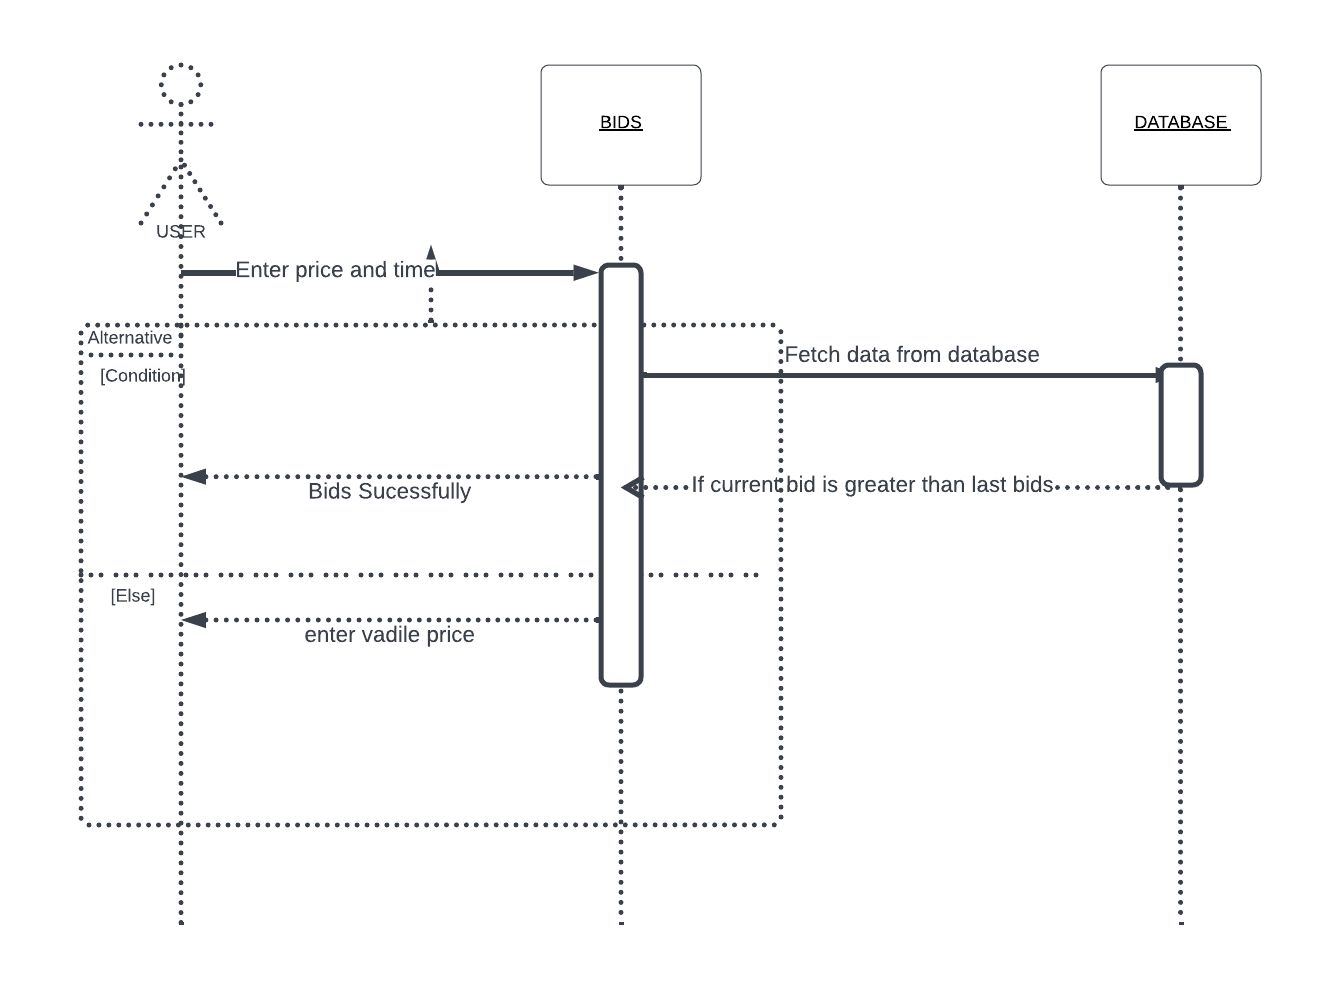 BIDS
DATABASE
USER
Enter price and time
Alternative
[Condition]
Fetch data from database
Bids Sucessfully
If current bid is greater than last bids
[Else]
enter vadile price